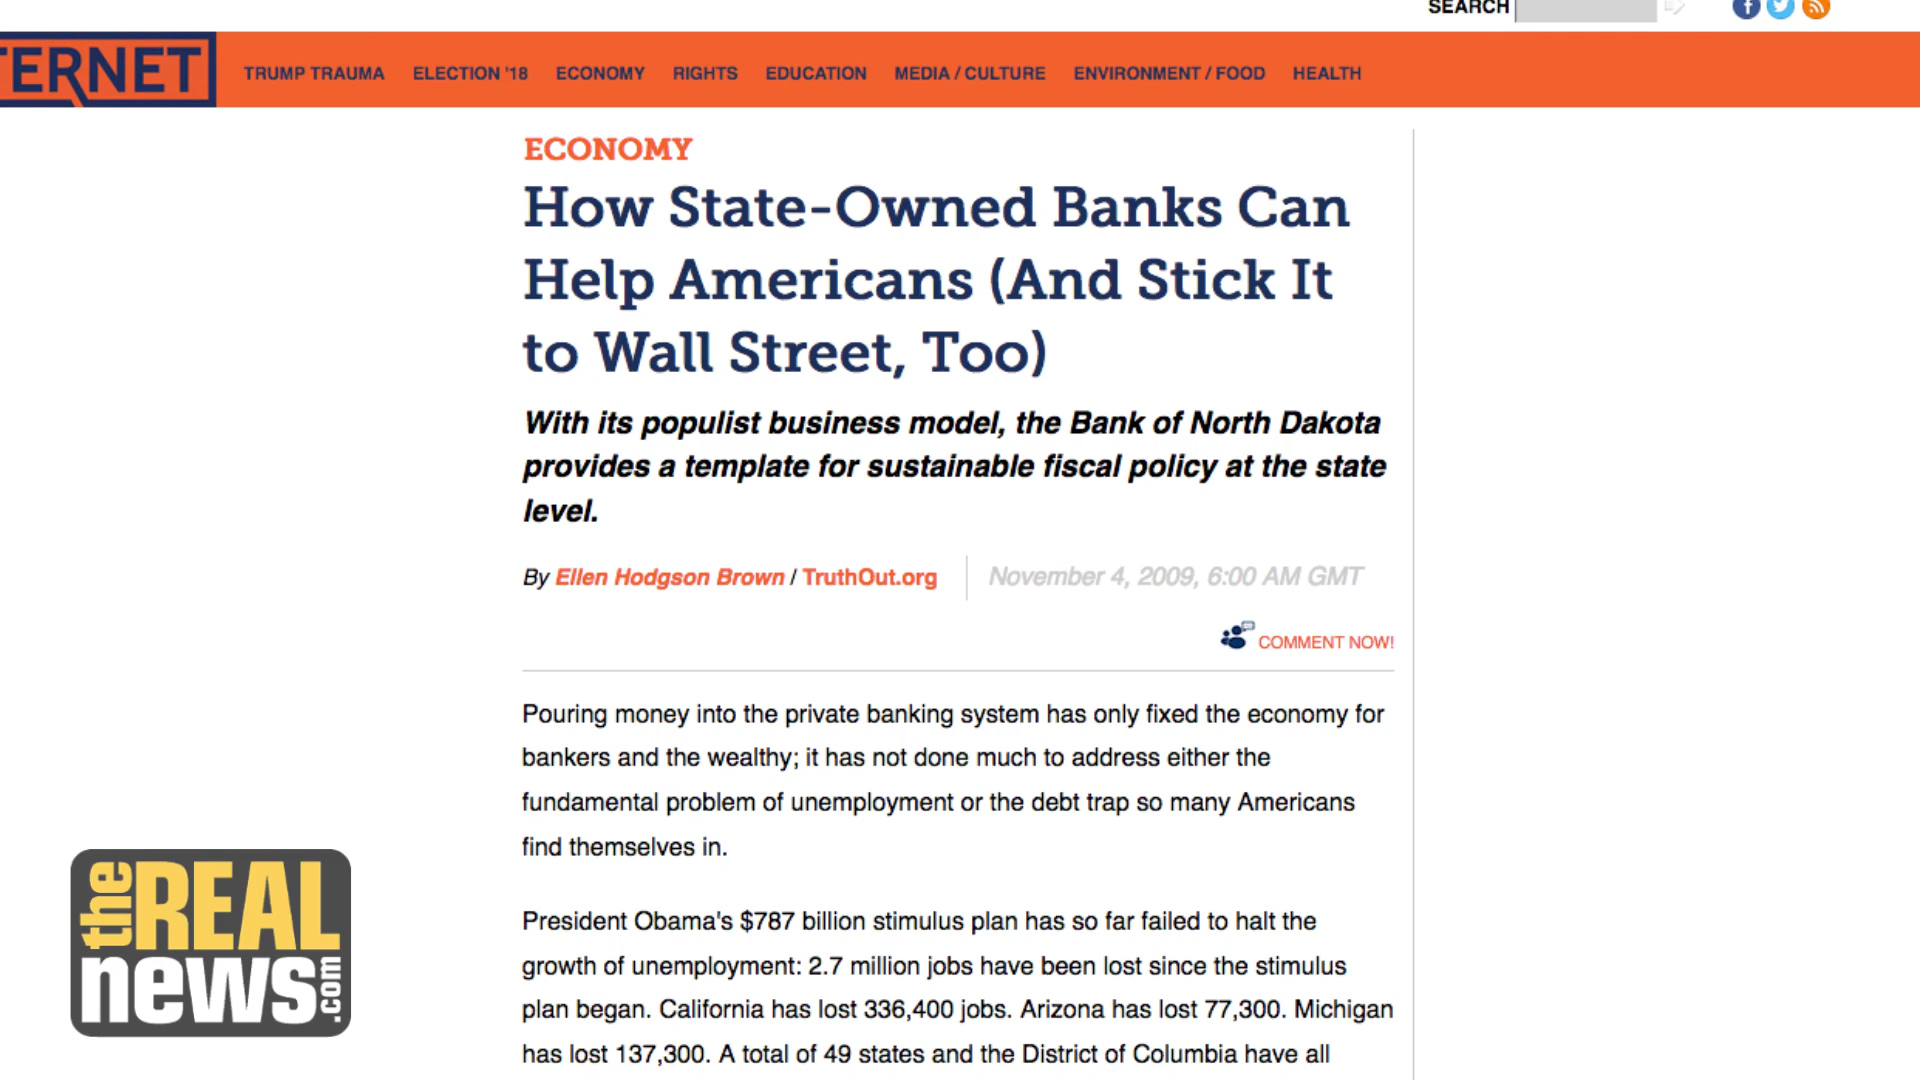 SEARCH
TERNET
TRUMP TRAUMA ELECTION '18 ECONOMY RIGHTS EDUCATION MEDIA / CULTURE ENVIRONMENT / FOOD HEALTH
ECONOMY
How State-Owned Banks Can
Help Americans (And Stick It
to Wall Street, Too)
With its populist business model, the Bank of North Dakota
provides a template for sustainable fiscal policy at the state
level.
By Ellen Hodgson Brown / TruthOut.org November 4, 2009, 6:00 AM GMT
COMMENT NOW!
Pouring money into the private banking system has only fixed the economy for
bankers and the wealthy; it has not done much to address either the
fundamental problem of unemployment or the debt trap so many Americans
find themselves in.
President Obama's $787 billion stimulus plan has so far failed to halt the
growth of unemployment: 2.7 million jobs have been lost since the stimulus
plan began. California has lost 336,400 jobs. Arizona has lost 77,300. Michigan
has lost 137,300. A total of 49 states and the District of Columbia have all
the REAL
news.com